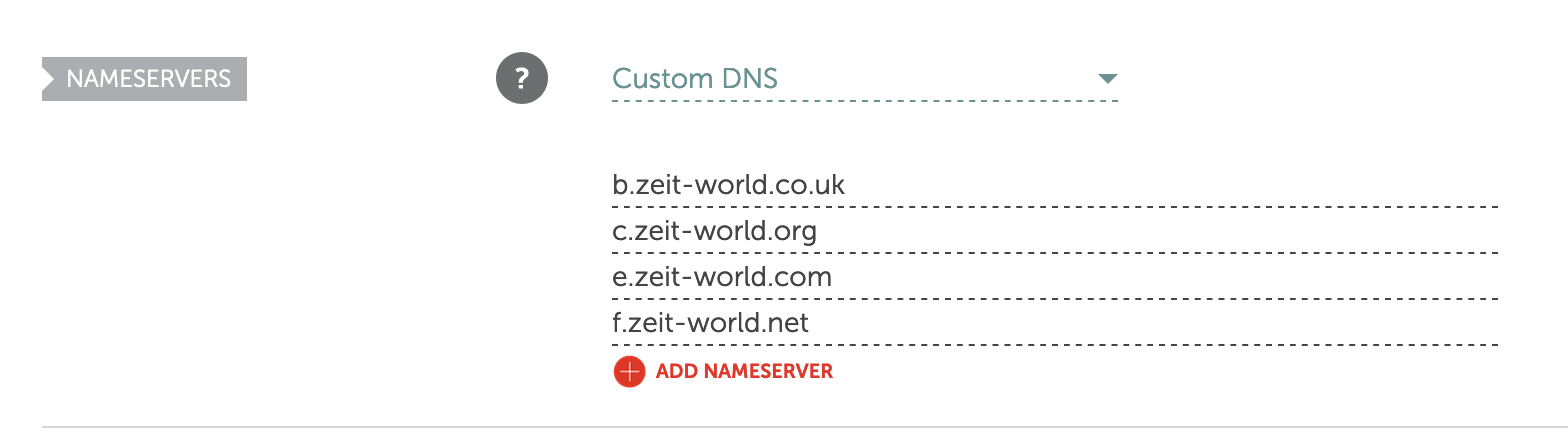 NAMESERVERS ? Custom DNS
b.zeit-world.co.uk
c.zeit-world.org
e.zeit-world.com
f.zeit-world.net
ADD NAMESERVER